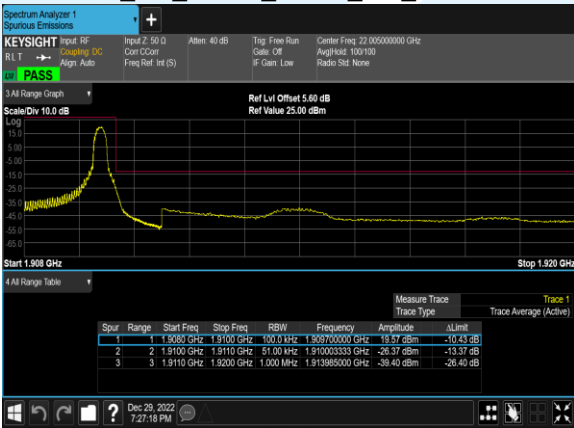 Spectrum Analyzer 1
Spurious Emissions
KEYSIGHT Input: RF Input Z: 50 Ω Atten: 40 dB Trig: Free Run Center Freq: 22.005000000 GHz
RLT Coupling: DC Corr CCorr Gate: Off Avg|Hold: 100/100
Align: Auto Freq Ref: Int (S) IF Gain: Low Radio Std: None
PASS
3 All Range Graph
Ref Lvl Offset 5.60 dB
Scale/Div 10.0 dB Ref Value 25.00 dBm
Log
15.0
5.00
-5.00
-15.0
-25.0
-35.0
-45.0
-55.0
-65.0
Start 1.908 GHz Stop 1.920 GHz
4 All Range Table
Measure Trace Trace 1
Trace Type Trace Average (Active)
Spur Range Start Freq Stop Freq RBW Frequency Amplitude ΔLimit
1 1 1.9080 GHz 1.9100 GHz 100.0 kHz 1.909700000 GHz 19.57 dBm -10.43 dB
2 2 1.9100 GHz 1.9110 GHz 51.00 kHz 1.910003333 GHz -26.37 dBm -13.37 dB
3 3 1.9110 GHz 1.9200 GHz 1.000 MHz 1.913985000 GHz -39.40 dBm -26.40 dB
? Dec 29, 2022
7:27:18 PM